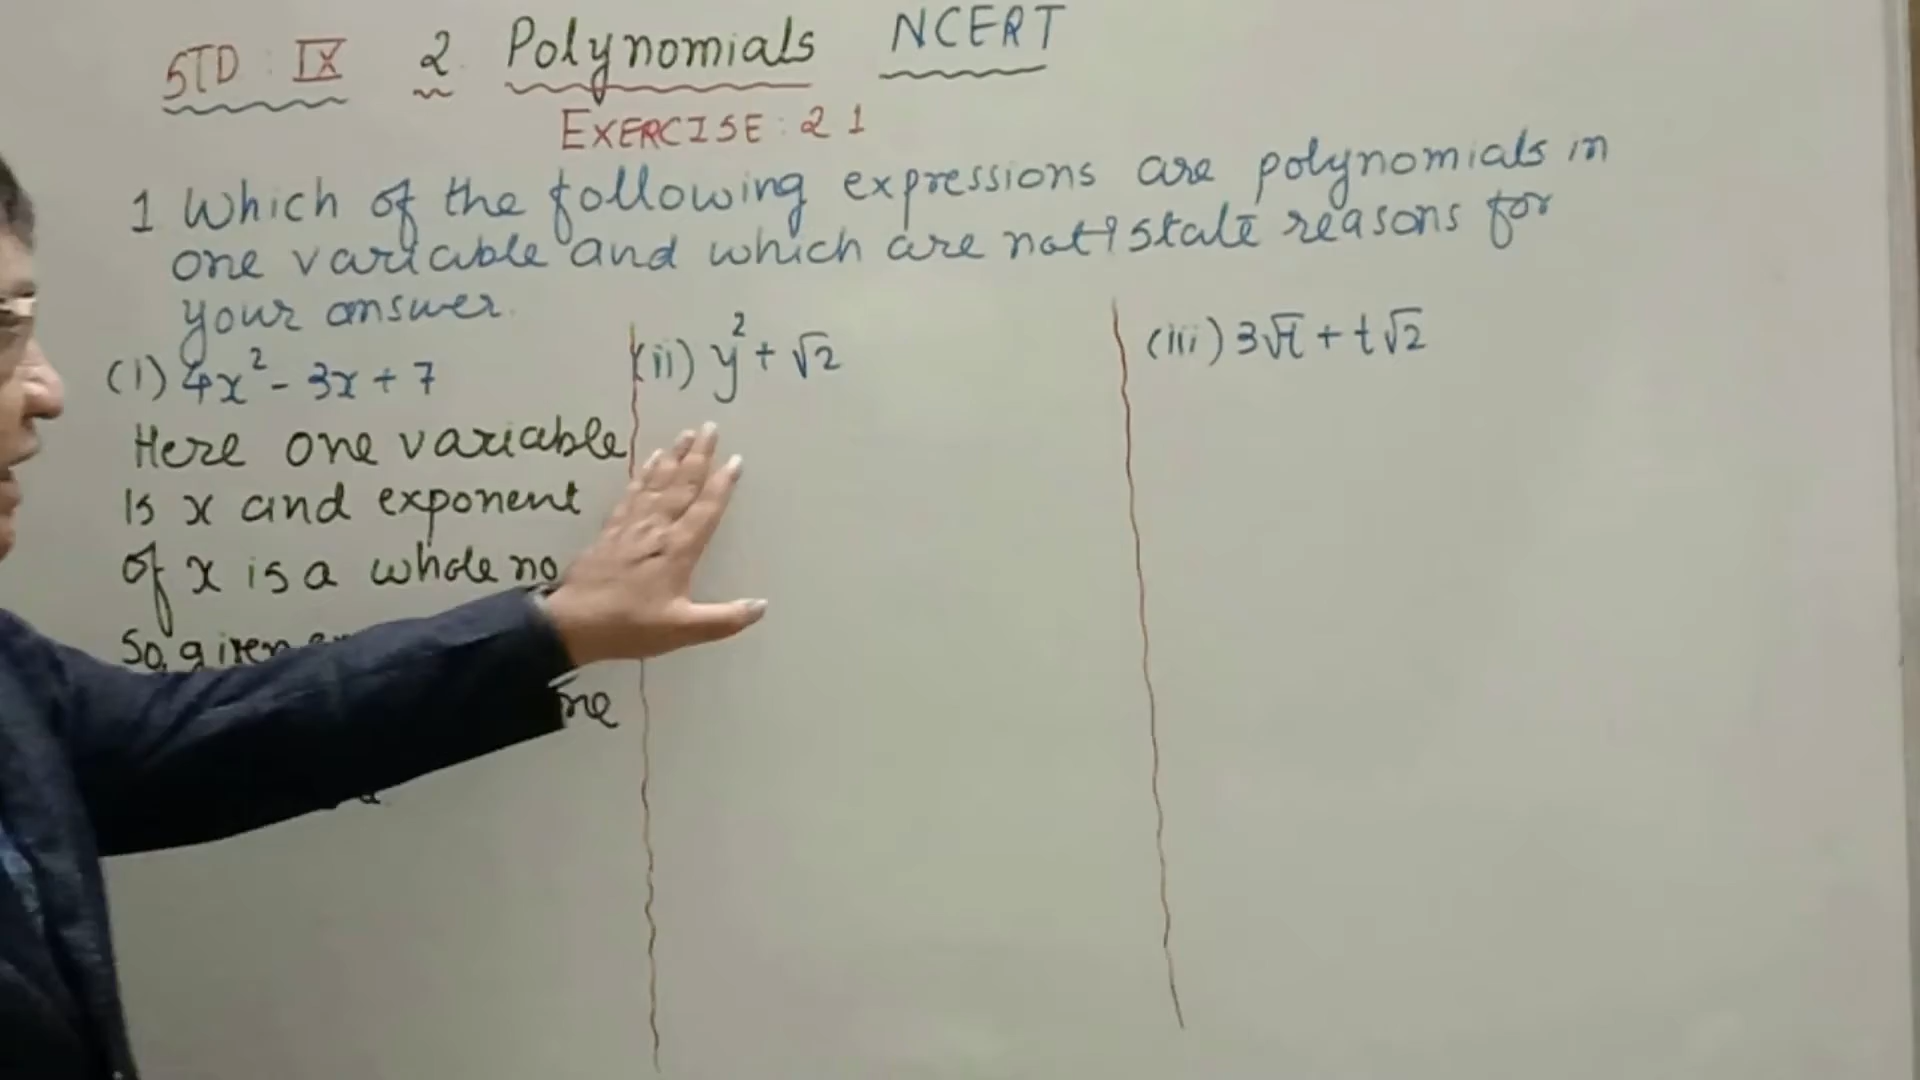 STD : IX 2 Polynomials NCERT
EXERCISE : 2 1
1 Which of the following expressions are polynomials in
one variable and which are not? state reasons for
your answer.
(i) 4x² - 3x + 7
Here one variable
is x and exponent
of x is a whole no
So, given
(ii) y² + √2
(iii) 3√t + t√2